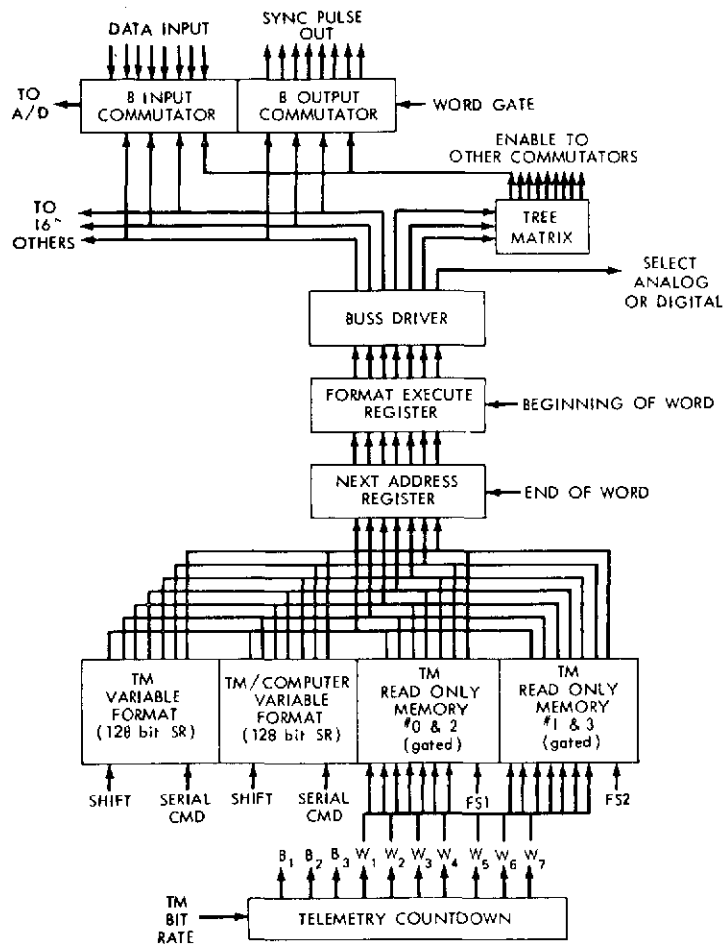 DATA INPUT
SYNC PULSE
OUT
TO
A/D
8 INPUT
COMMUTATOR
8 OUTPUT
COMMUTATOR
WORD GATE
ENABLE TO
OTHER COMMUTATORS
TO
16
OTHERS
TREE
MATRIX
SELECT
ANALOG
OR DIGITAL
BUSS DRIVER
FORMAT EXECUTE
REGISTER
BEGINNING OF WORD
NEXT ADDRESS
REGISTER
END OF WORD
TM
VARIABLE
FORMAT
(128 bit SR)
TM/COMPUTER
VARIABLE
FORMAT
(128 bit SR)
TM
READ ONLY
MEMORY
#0 & 2
(gated)
TM
READ ONLY
MEMORY
#1 & 3
(gated)
SHIFT
SERIAL
CMD
SHIFT
SERIAL
CMD
FS1
FS2
B1 B2 B3 W1 W2 W3 W4 W5 W6 W7
TM
BIT
RATE
TELEMETRY COUNTDOWN